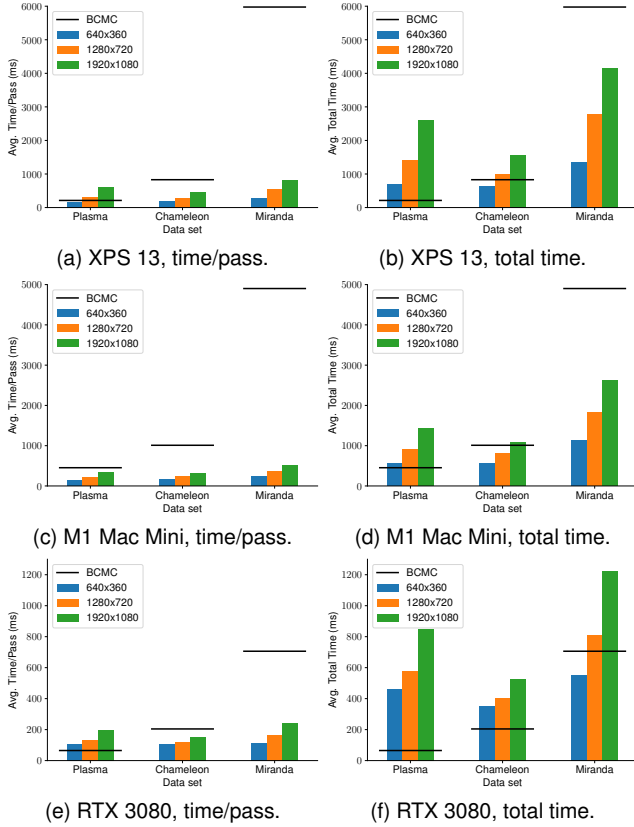 6000
5000
4000
3000
2000
1000
0
Avg. Time/Pass (ms)
BCMC
640x360
1280x720
1920x1080
Plasma
Chameleon
Miranda
Data set
(a) XPS 13, time/pass.
6000
5000
4000
3000
2000
1000
0
Avg. Total Time (ms)
BCMC
640x360
1280x720
1920x1080
Plasma
Chameleon
Miranda
Data set
(b) XPS 13, total time.
5000
4000
3000
2000
1000
0
Avg. Time/Pass (ms)
BCMC
640x360
1280x720
1920x1080
Plasma
Chameleon
Miranda
Data set
(c) M1 Mac Mini, time/pass.
5000
4000
3000
2000
1000
0
Avg. Total Time (ms)
BCMC
640x360
1280x720
1920x1080
Plasma
Chameleon
Miranda
Data set
(d) M1 Mac Mini, total time.
1200
1000
800
600
400
200
0
Avg. Time/Pass (ms)
BCMC
640x360
1280x720
1920x1080
Plasma
Chameleon
Miranda
Data set
(e) RTX 3080, time/pass.
1200
1000
800
600
400
200
0
Avg. Total Time (ms)
BCMC
640x360
1280x720
1920x1080
Plasma
Chameleon
Miranda
Data set
(f) RTX 3080, total time.